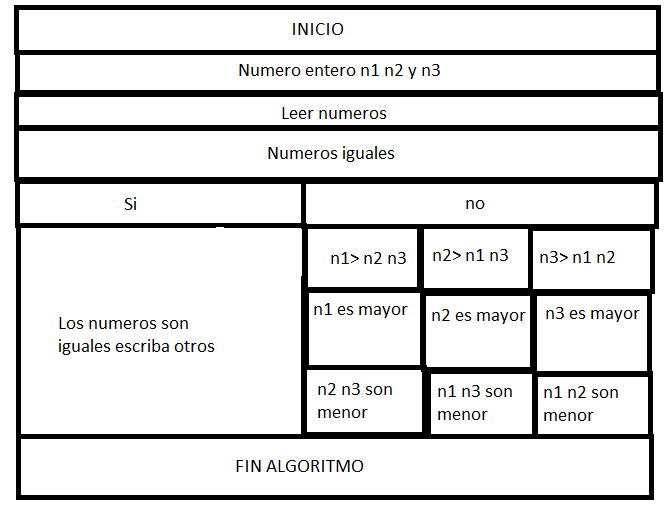 INICIO
Numero entero n1 n2 y n3
Leer numeros
Numeros iguales
Si
no
n1> n2 n3
n2> n1 n3
n3> n1 n2
Los numeros son
iguales escriba otros
n1 es mayor
n2 es mayor
n3 es mayor
n2 n3 son
menor
n1 n3 son
menor
n1 n2 son
menor
FIN ALGORITMO